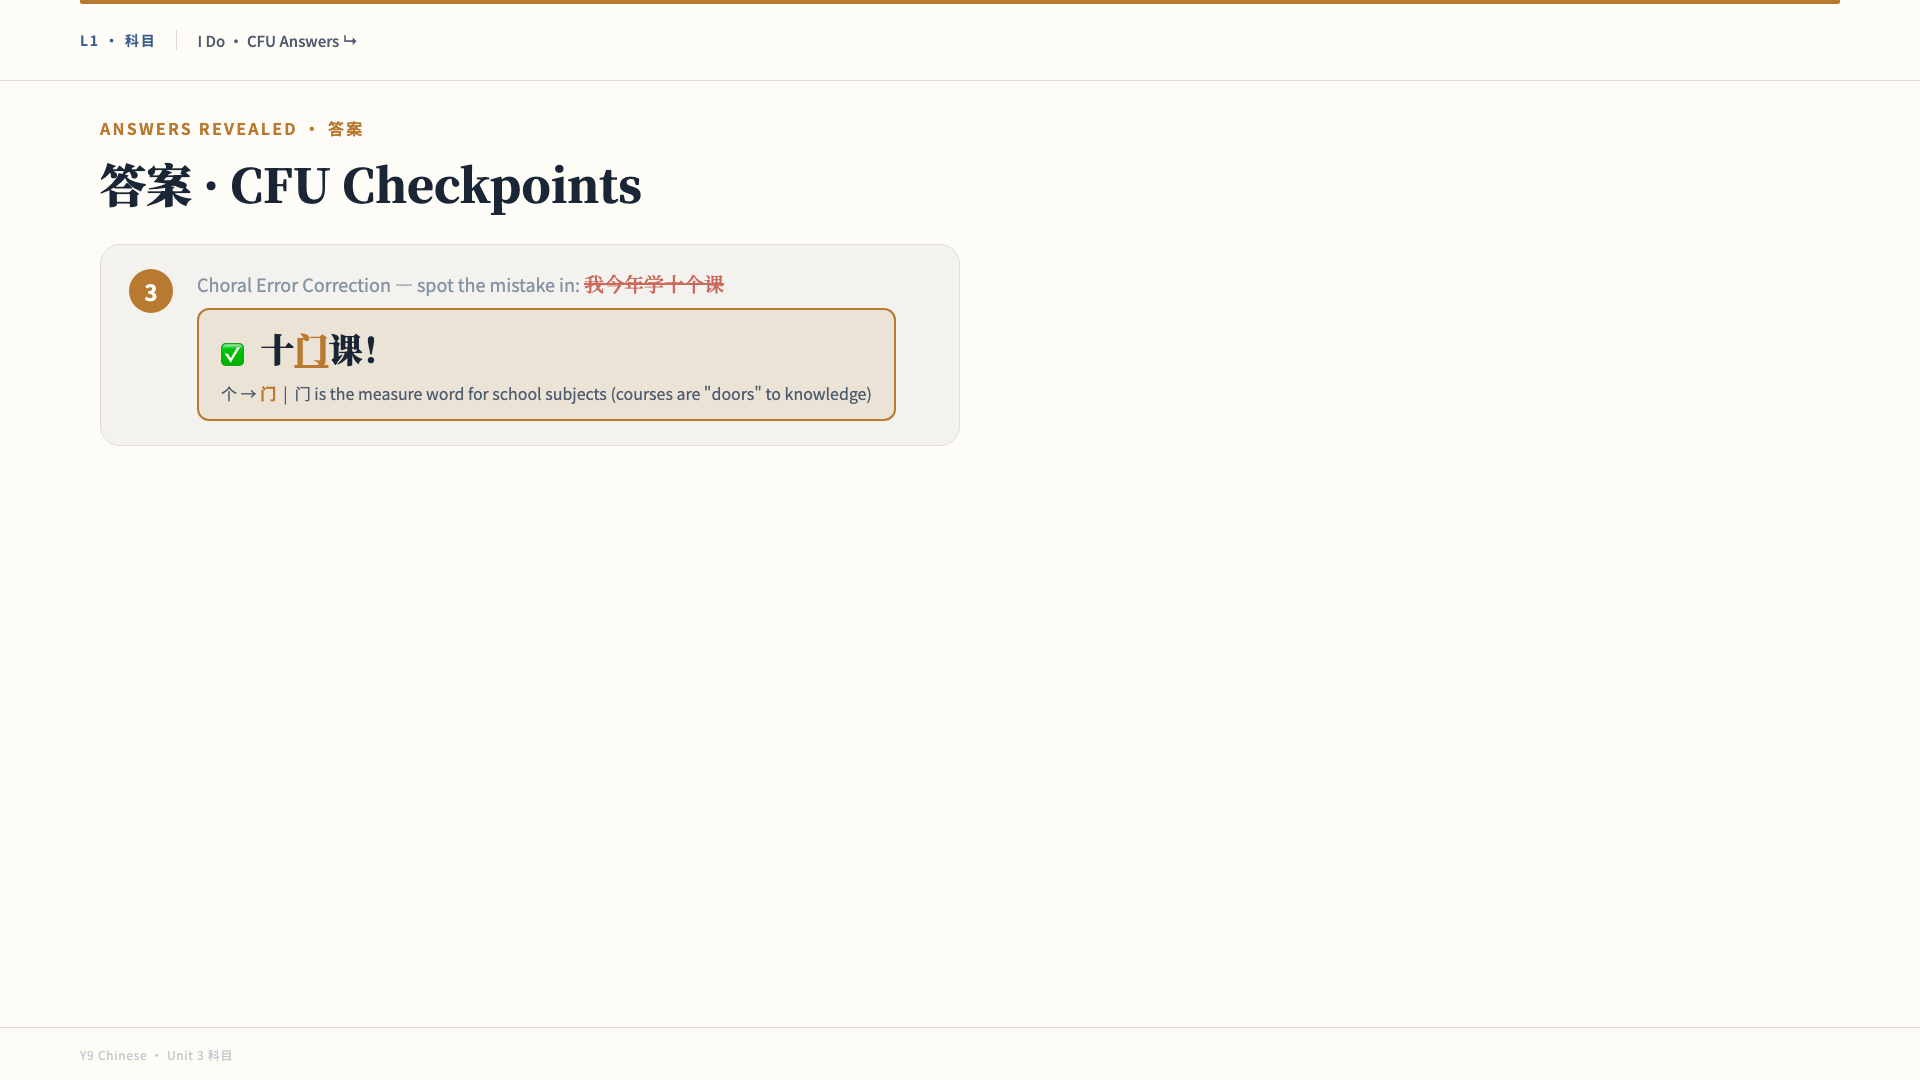 L1 · 科目 I Do · CFU Answers ↪
ANSWERS REVEALED · 答案
答案 · CFU Checkpoints
3 Choral Error Correction — spot the mistake in: 我今年学十个课
✅ 十门课!
个 → 门 | 门 is the measure word for school subjects (courses are "doors" to knowledge)
Y9 Chinese · Unit 3 科目